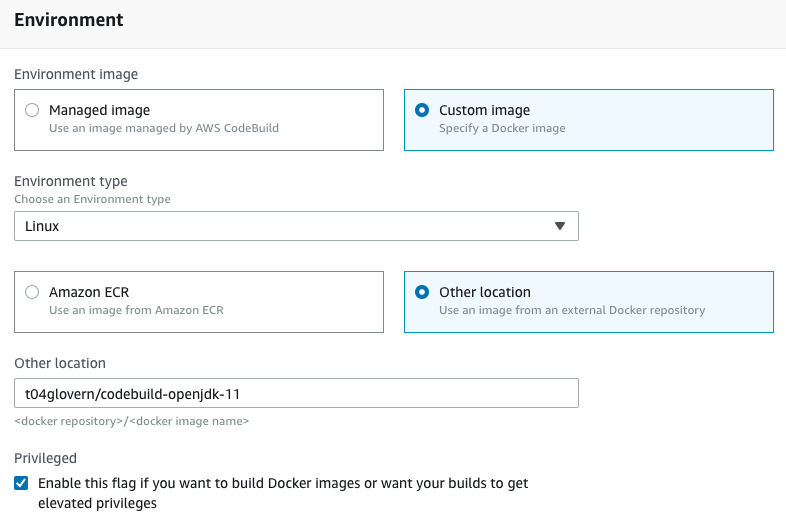 Environment
Environment image
Managed image
Use an image managed by AWS CodeBuild
Custom image
Specify a Docker image
Environment type
Choose an Environment type
Linux
Amazon ECR
Use an image from Amazon ECR
Other location
Use an image from an external Docker repository
Other location
t04glovern/codebuild-openjdk-11
<docker repository>/<docker image name>
Privileged
Enable this flag if you want to build Docker images or want your builds to get
elevated privileges